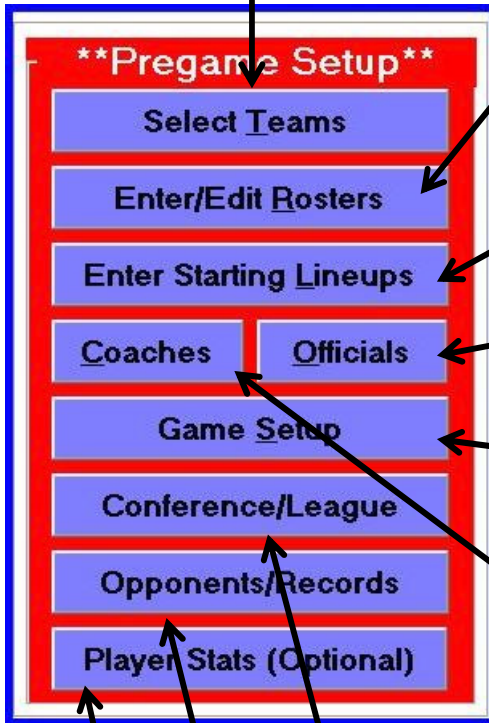 **Pregame Setup**
Select Teams
Enter/Edit Rosters
Enter Starting Lineups
Coaches Officials
Game Setup
Conference/League
Opponents/Records
Player Stats (Optional)